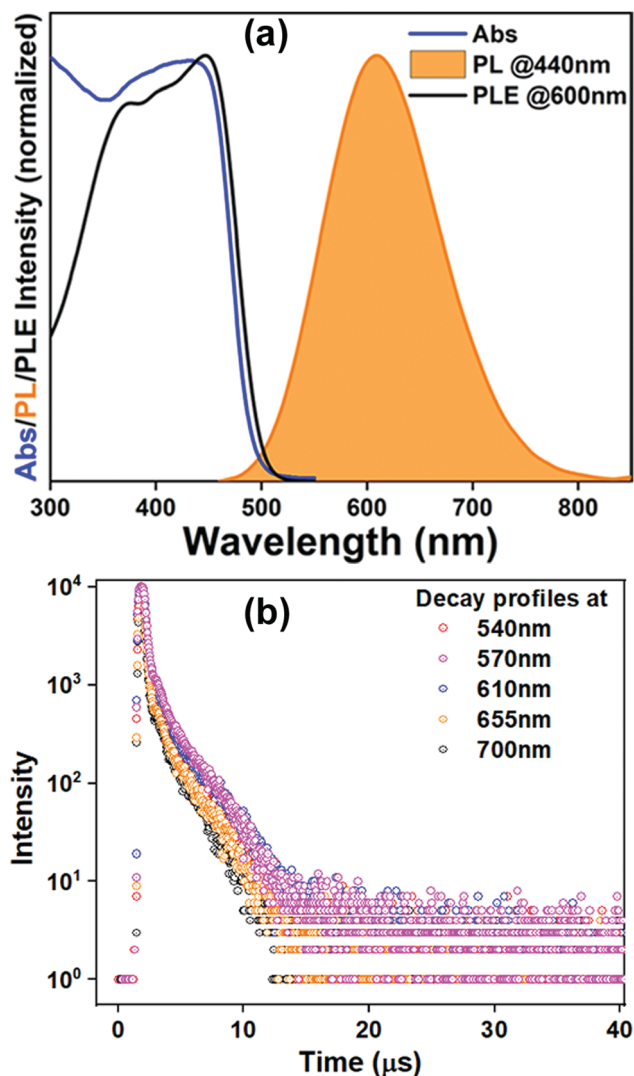 (a)
Abs
PL @440nm
PLE @600nm
Abs/PL/PLE Intensity (normalized)
300 400 500 600 700 800
Wavelength (nm)
(b)
Decay profiles at
540nm
570nm
610nm
655nm
700nm
10⁴
10³
10²
10¹
10⁰
Intensity
0 10 20 30 40
Time (μs)